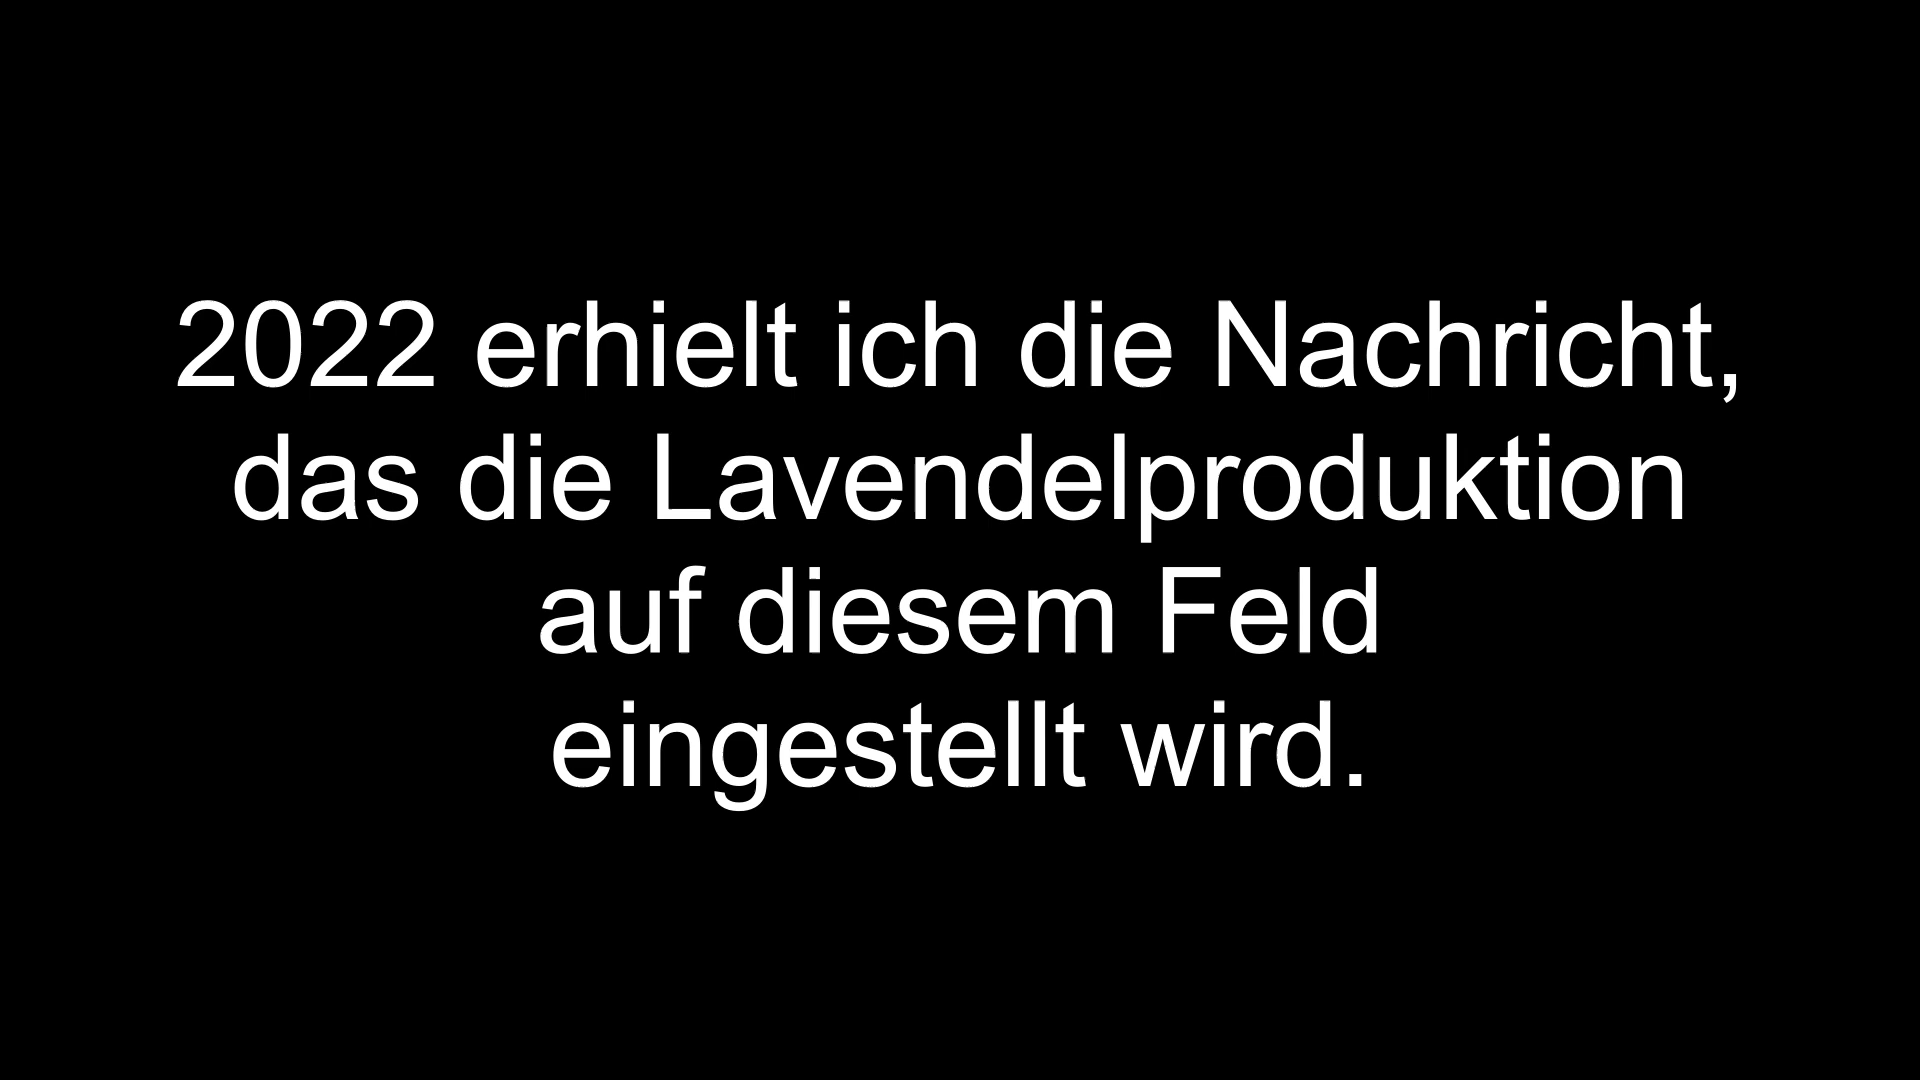 2022 erhielt ich die Nachricht,
das die Lavendelproduktion
auf diesem Feld
eingestellt wird.